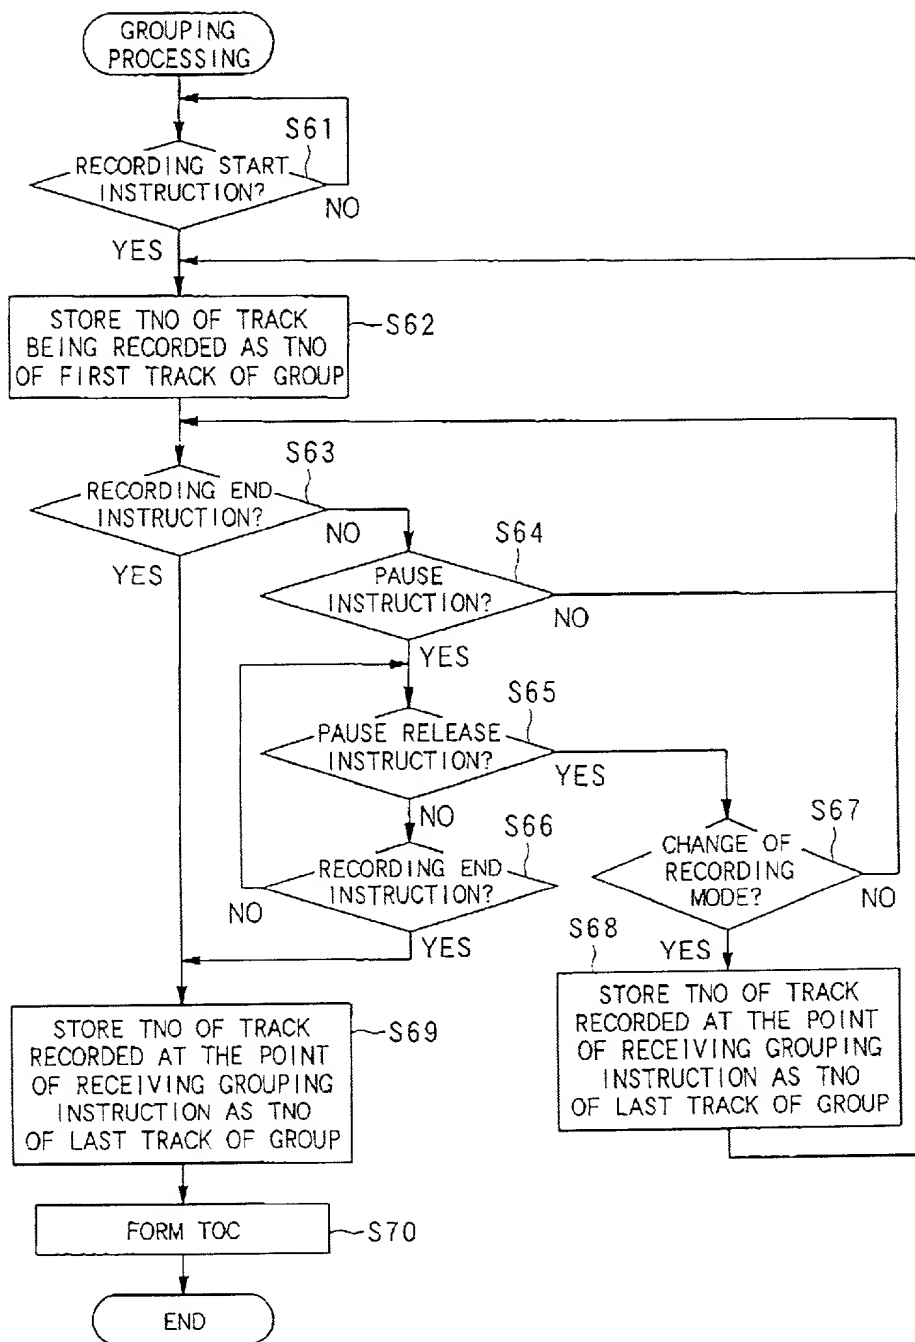 GROUPING
PROCESSING
S61
RECORDING START
INSTRUCTION?
NO
YES
STORE TNO OF TRACK
BEING RECORDED AS TNO
OF FIRST TRACK OF GROUP
S62
S63
RECORDING END
INSTRUCTION?
NO
YES
S64
PAUSE
INSTRUCTION?
NO
YES
S65
PAUSE RELEASE
INSTRUCTION?
YES
NO
S66
RECORDING END
INSTRUCTION?
NO
YES
S67
CHANGE OF
RECORDING
MODE?
NO
YES
S68
STORE TNO OF TRACK
RECORDED AT THE POINT
OF RECEIVING GROUPING
INSTRUCTION AS TNO
OF LAST TRACK OF GROUP
STORE TNO OF TRACK
RECORDED AT THE POINT
OF RECEIVING GROUPING
INSTRUCTION AS TNO
OF LAST TRACK OF GROUP
S69
FORM TOC
S70
END